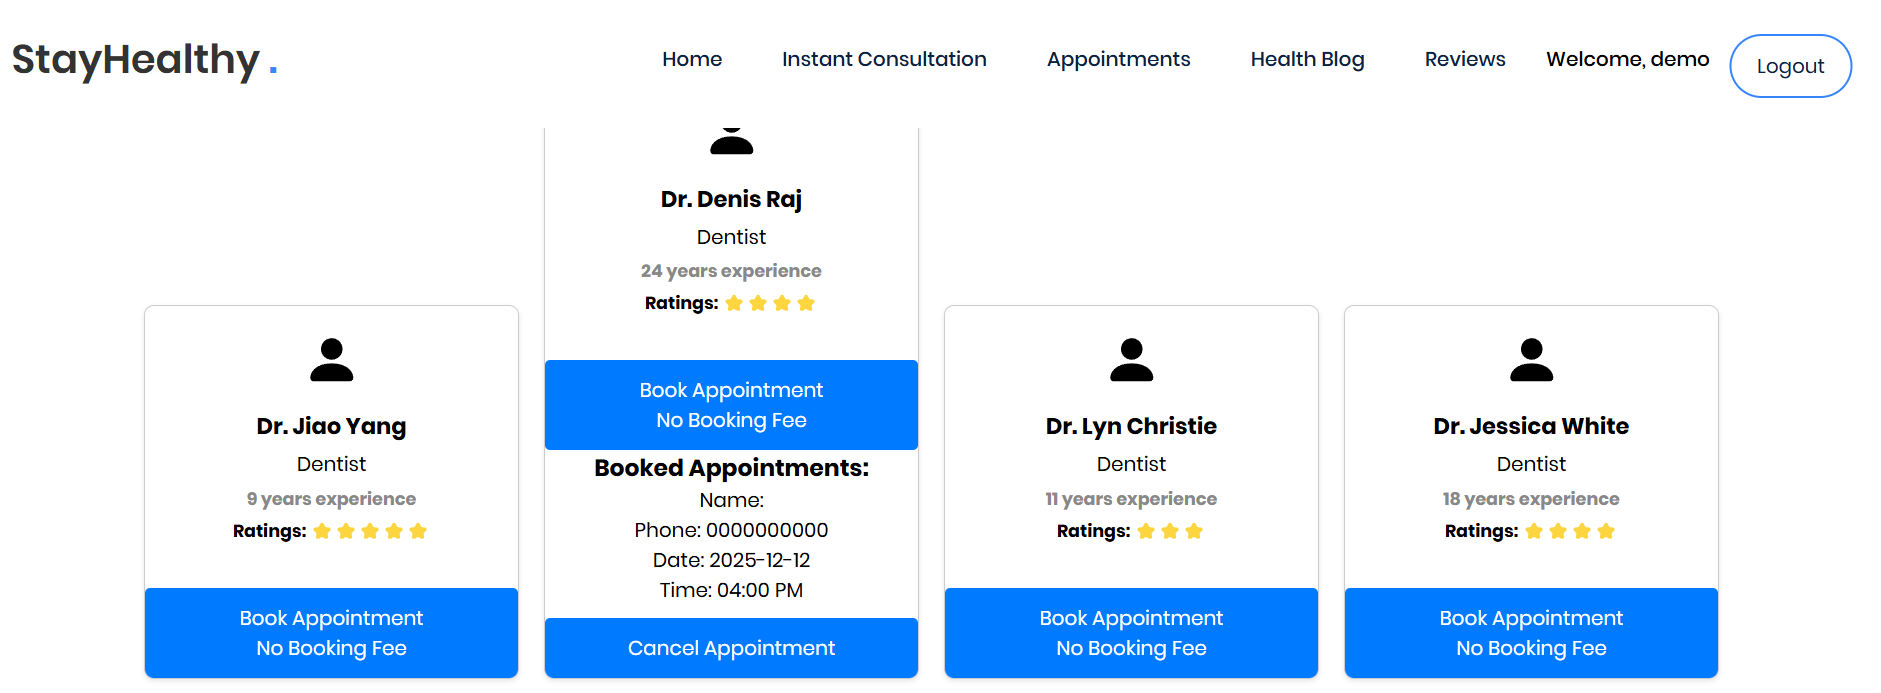 StayHealthy .
Home Instant Consultation Appointments Health Blog Reviews Welcome, demo Logout
Dr. Jiao Yang
Dentist
9 years experience
Ratings:
Book Appointment
No Booking Fee
Dr. Denis Raj
Dentist
24 years experience
Ratings:
Book Appointment
No Booking Fee
Booked Appointments:
Name:
Phone: 0000000000
Date: 2025-12-12
Time: 04:00 PM
Cancel Appointment
Dr. Lyn Christie
Dentist
11 years experience
Ratings:
Book Appointment
No Booking Fee
Dr. Jessica White
Dentist
18 years experience
Ratings:
Book Appointment
No Booking Fee